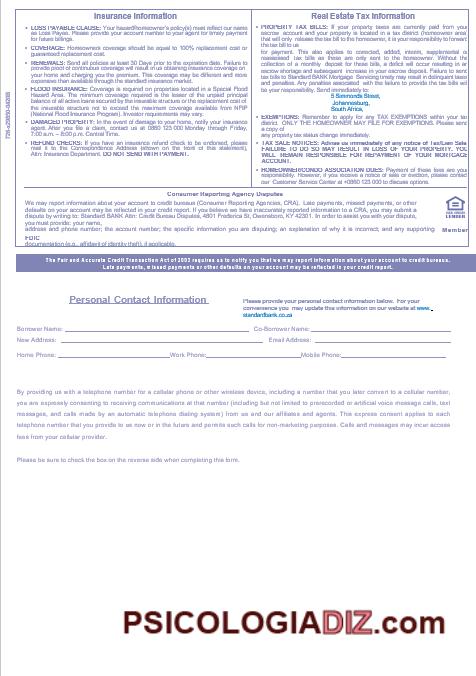 Insurance Information
• LOSS PAYABLE CLAUSE: Your hazard/homeowner's policy(s) must reflect our name
as Loss Payee. Please provide your account number to your agent for timely payment
for future billings.
• COVERAGE: Homeowners coverage should be equal to 100% replacement cost or
guaranteed replacement cost.
• RENEWALS: Send all policies at least 30 Days prior to the expiration date. Failure to
provide proof of continuous coverage will result in us obtaining insurance coverage on
your home and charging you the premium. This coverage may be different and more
expensive than available through the standard insurance market.
• FLOOD INSURANCE: Coverage is required on properties located in a Special Flood
Hazard Area. The minimum coverage required is the lesser of the unpaid principal
balance of all active loans secured by the insurable structure or the replacement cost of
the insurable structure not to exceed the maximum coverage available from NFIP
(National Flood Insurance Program). Investor requirements may vary.
• DAMAGED PROPERTY: In the event of damage to your home, notify your insurance
agent. After you file a claim, contact us at 0860 123 000 Monday through Friday,
7:00 a.m. – 8:00 p.m. Central Time.
• REFUND CHECKS: If you have an insurance refund check to be endorsed, please
mail it to the Correspondence Address (shown on the front of this statement),
Attn: Insurance Department. DO NOT SEND WITH PAYMENT.
Real Estate Tax Information
• PROPERTY TAX BILLS: If your property taxes are currently paid from your
escrow account and your property is located in a tax district (homeowner area)
that will only release the tax bill to the homeowner, it is your responsibility to forward
the tax bill to us
for payment. This also applies to corrected, added, interim, supplemental is
reassessed tax bills as these are only sent to the homeowner. Without the
collection of a monthly deposit for these bills, a deficit will occur resulting in an
escrow shortage and subsequent increase in your escrow deposit. Failure to sent
tax bills to Standard BANK Mortgage Servicing timely may result in delinquent taxes
and penalties. Any penalties associated with the failure to provide the tax bills will
be your responsibility. Send immediately to:
5 Simmonds Street,
Johannesburg,
South Africa,
• EXEMPTIONS: Remember to apply for any TAX EXEMPTIONS within your tax
district. ONLY THE HOMEOWNER MAY FILE FOR EXEMPTIONS. Please send
a copy of
any property tax status change immediately.
• TAX SALE NOTICES: Advise us immediately of any notice of Tax/Lien Sale
FAILURE TO DO SO MAY RESULT IN LOSS OF YOUR PROPERTY. YOU
WILL REMAIN RESPONSIBLE FOR REPAYMENT OF YOUR MORTGAGE
ACCOUNT.
• HOMEOWNER/CONDO ASSOCIATION DUES: Payment of these fees is your
responsibility. However, if you receive a notice of unpaid dues, please contact
our Customer Service Center at +0860 123 000 to discuss options.
Consumer Reporting Agency Disputes
We may report information about your account to credit bureaus (Consumer Reporting Agencies, CRA). Late payments, missed payments, or other
defaults on your account may be reflected in your credit report. If you believe we have inaccurately reported information to a CRA, you may submit a
dispute by writing to: Standard BANK Attn: Credit Bureau Disputes, 4801 Frederica St, Owensboro, KY 42301. In order to assist you with your dispute,
you must provide: your name,
address and phone number; the account number; the specific information you are disputing; an explanation of why it is incorrect; and any supporting
FDIC
documentation (e.g., affidavit of identity theft), if applicable.
EQUAL HOUSING
LENDER
Member
The Fair and Accurate Credit Transaction Act of 2003 requires us to notify you that we may report information about your account to credit bureaus.
Late payments, missed payments or other defaults on your account may be reflected in your credit report.
Personal Contact Information
Please provide your personal contact information below. For your
convenience you may update this information on our website at www.
standardbank.co.za
Borrower Name:
Co-Borrower Name:
New Address:
Email Address:
Home Phone:
Work Phone:
Mobile Phone:
By providing us with a telephone number for a cellular phone or other wireless device, including a number that you later convert to a cellular number,
you are expressly consenting to receiving communications at that number (including but not limited to prerecorded or artificial voice message calls, text
messages, and calls made by an automatic telephone dialing system) from us and our affiliates and agents. This express consent applies to each
telephone number that you provide to us now or in the future and permits such calls for non-marketing purposes. Calls and messages may incur access
fees from your cellular provider.
Please be sure to check the box on the reverse side when completing this form.
PSICOLOGIADIZ.com